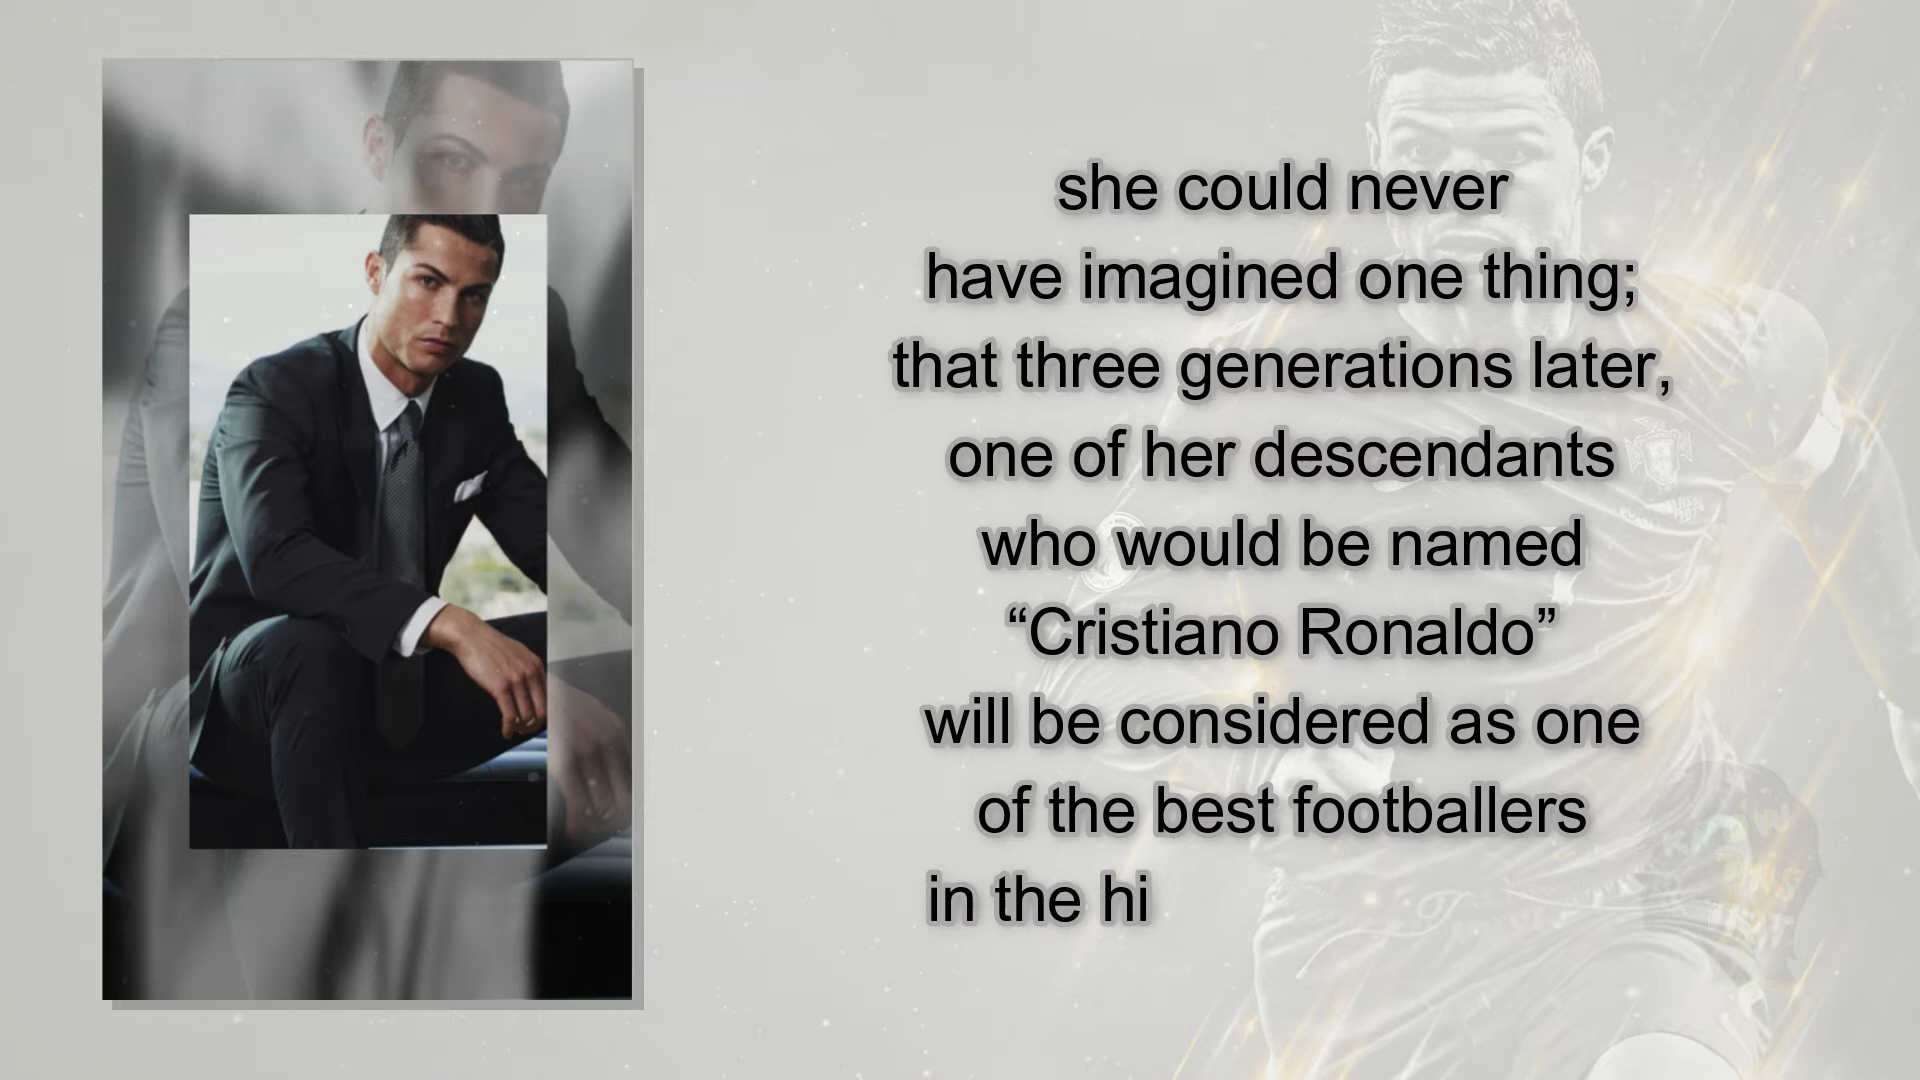 she could never
have imagined one thing;
that three generations later,
one of her descendants
who would be named
“Cristiano Ronaldo”
will be considered as one
of the best footballers
in the hi